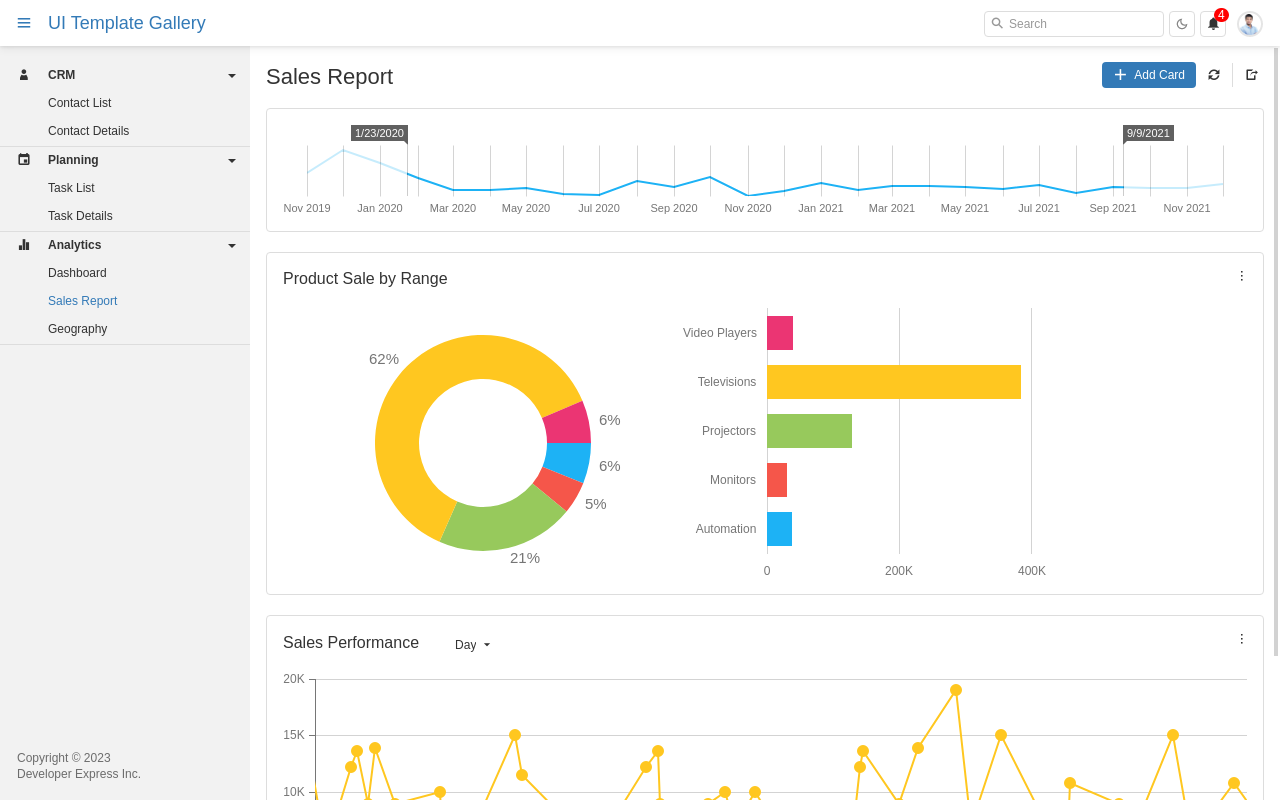 UI Template Gallery
Search
4
CRM
Contact List
Contact Details
Planning
Task List
Task Details
Analytics
Dashboard
Sales Report
Geography
Copyright © 2023
Developer Express Inc.
Sales Report
Add Card
1/23/2020 9/9/2021
Nov 2019 Jan 2020 Mar 2020 May 2020 Jul 2020 Sep 2020 Nov 2020 Jan 2021 Mar 2021 May 2021 Jul 2021 Sep 2021 Nov 2021
Product Sale by Range
62%
6%
6%
5%
21%
Video Players
Televisions
Projectors
Monitors
Automation
0 200K 400K
Sales Performance Day
20K
15K
10K